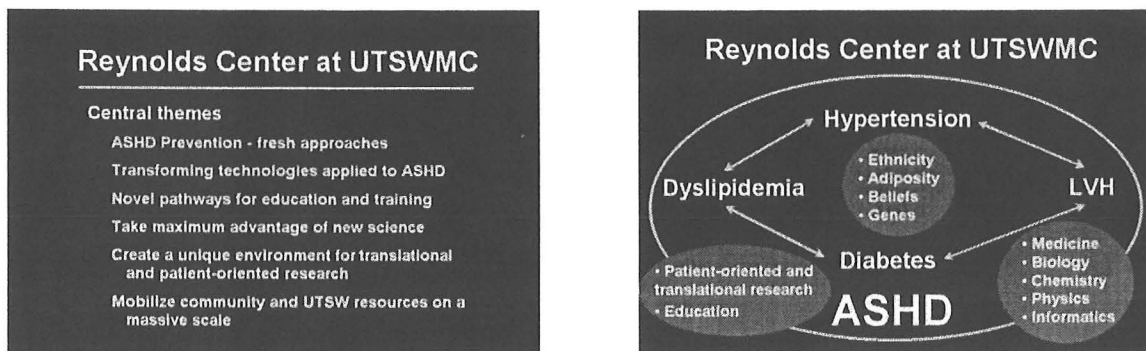 Reynolds Center at UTSWMC
Central themes
ASHD Prevention - fresh approaches
Transforming technologies applied to ASHD
Novel pathways for education and training
Take maximum advantage of new science
Create a unique environment for translational
and patient-oriented research
Mobilize community and UTSW resources on a
massive scale
Reynolds Center at UTSWMC
Hypertension
• Ethnicity
• Adiposity
• Beliefs
• Genes
Dyslipidemia
LVH
Diabetes
• Patient-oriented and
translational research
• Education
• Medicine
• Biology
• Chemistry
• Physics
• Informatics
ASHD